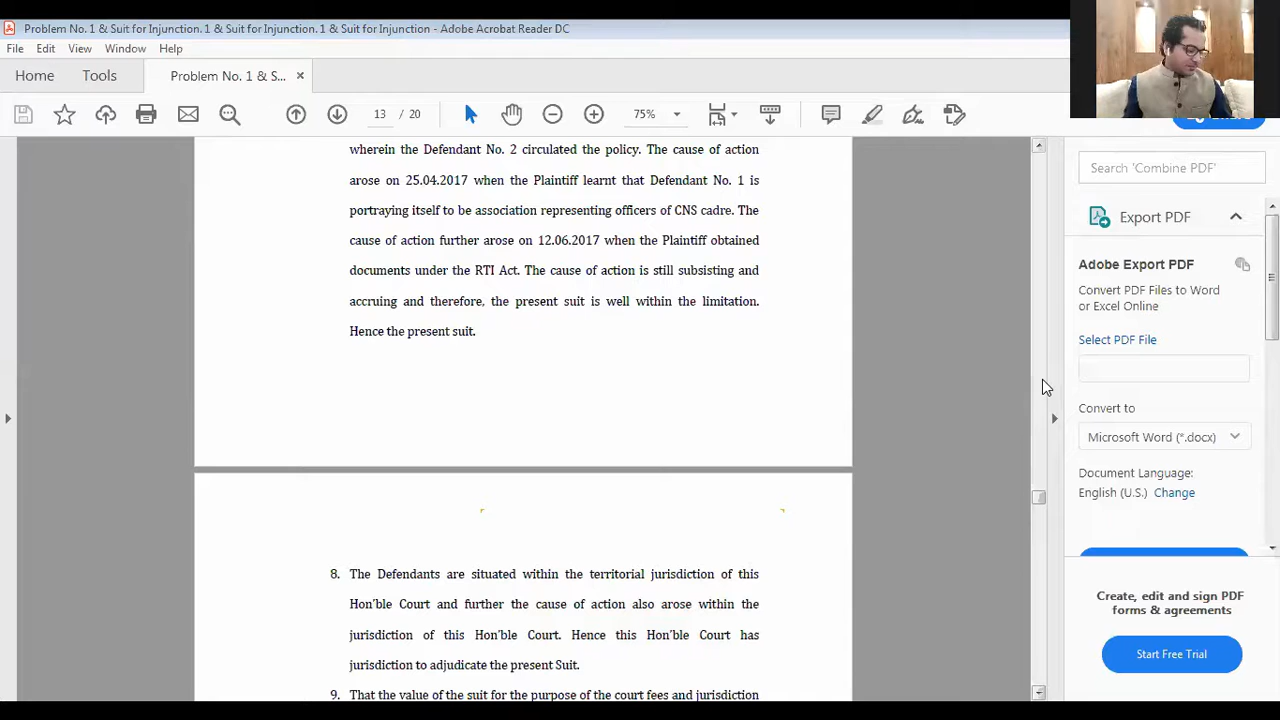 Problem No. 1 & Suit for Injunction. 1 & Suit for Injunction. 1 & Suit for Injunction - Adobe Acrobat Reader DC
File Edit View Window Help
Home Tools Problem No. 1 & S... ×
13 / 20 75%
wherein the Defendant No. 2 circulated the policy. The cause of action
arose on 25.04.2017 when the Plaintiff learnt that Defendant No. 1 is
portraying itself to be association representing officers of CNS cadre. The
cause of action further arose on 12.06.2017 when the Plaintiff obtained
documents under the RTI Act. The cause of action is still subsisting and
accruing and therefore, the present suit is well within the limitation.
Hence the present suit.
8. The Defendants are situated within the territorial jurisdiction of this
Hon'ble Court and further the cause of action also arose within the
jurisdiction of this Hon'ble Court. Hence this Hon'ble Court has
jurisdiction to adjudicate the present Suit.
9. That the value of the suit for the purpose of the court fees and jurisdiction
Search 'Combine PDF'
Export PDF
Adobe Export PDF
Convert PDF Files to Word
or Excel Online
Select PDF File
Convert to
Microsoft Word (*.docx)
Document Language:
English (U.S.) Change
Create, edit and sign PDF
forms & agreements
Start Free Trial